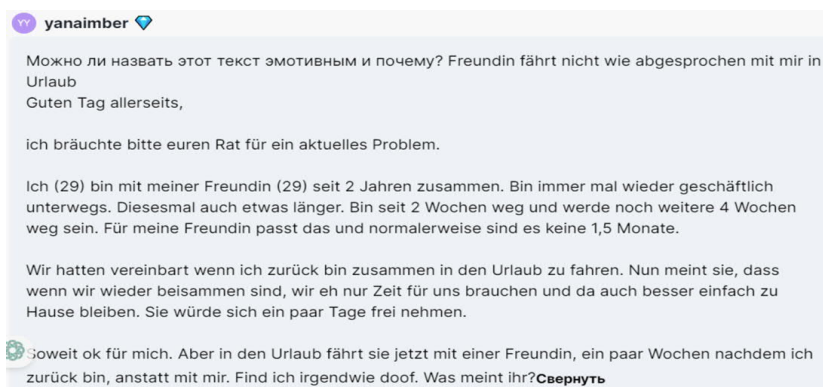 YY yanaimber
Можно ли назвать этот текст эмотивным и почему? Freundin fährt nicht wie abgesprochen mit mir in
Urlaub
Guten Tag allerseits,
ich bräuchte bitte euren Rat für ein aktuelles Problem.
Ich (29) bin mit meiner Freundin (29) seit 2 Jahren zusammen. Bin immer mal wieder geschäftlich
unterwegs. Diesesmal auch etwas länger. Bin seit 2 Wochen weg und werde noch weitere 4 Wochen
weg sein. Für meine Freundin passt das und normalerweise sind es keine 1,5 Monate.
Wir hatten vereinbart wenn ich zurück bin zusammen in den Urlaub zu fahren. Nun meint sie, dass
wenn wir wieder beisammen sind, wir eh nur Zeit für uns brauchen und da auch besser einfach zu
Hause bleiben. Sie würde sich ein paar Tage frei nehmen.
Soweit ok für mich. Aber in den Urlaub fährt sie jetzt mit einer Freundin, ein paar Wochen nachdem ich
zurück bin, anstatt mit mir. Find ich irgendwie doof. Was meint ihr?Свернуть